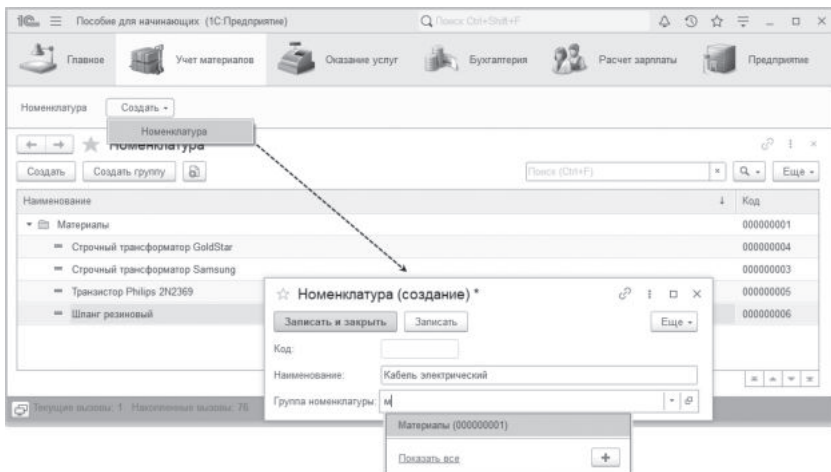 1С Пособие для начинающих (1С:Предприятие) Поиск Ctrl+Shift+F
Главное Учет материалов Оказание услуг Бухгалтерия Расчет зарплаты Предприятие
Номенклатура Создать
Номенклатура
Номенклатура
Создать Создать группу Поиск (Ctrl+F) × Еще
Наименование ↓ Код
Материалы 000000001
Строчный трансформатор GoldStar 000000004
Строчный трансформатор Samsung 000000003
Транзистор Philips 2N2369 000000005
Шланг резиновый 000000006
Номенклатура (создание) *
Записать и закрыть Записать Еще
Код:
Наименование: Кабель электрический
Группа номенклатуры: м
Текущие вызовы: 1 Накопленные вызовы: 76
Материалы (000000001)
Показать все +